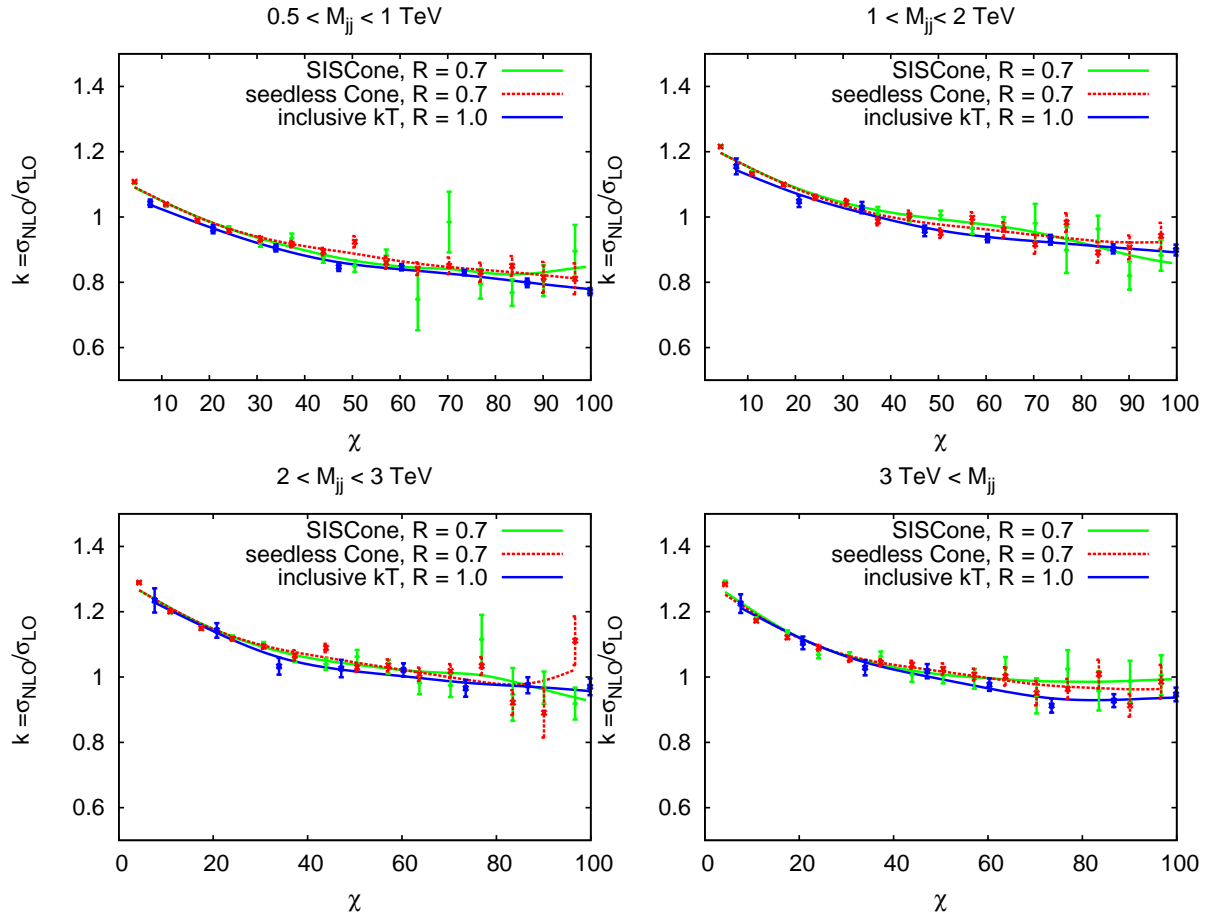 0.5 < M_jj < 1 TeV
k =σ_NLO/σ_LO
1.4
1.2
1
0.8
0.6
SISCone, R = 0.7
seedless Cone, R = 0.7
inclusive kT, R = 1.0
10 20 30 40 50 60 70 80 90 100
χ
1 < M_jj < 2 TeV
k =σ_NLO/σ_LO
1.4
1.2
1
0.8
0.6
SISCone, R = 0.7
seedless Cone, R = 0.7
inclusive kT, R = 1.0
10 20 30 40 50 60 70 80 90 100
χ
2 < M_jj < 3 TeV
k =σ_NLO/σ_LO
1.4
1.2
1
0.8
0.6
SISCone, R = 0.7
seedless Cone, R = 0.7
inclusive kT, R = 1.0
0 20 40 60 80 100
χ
3 TeV < M_jj
k =σ_NLO/σ_LO
1.4
1.2
1
0.8
0.6
SISCone, R = 0.7
seedless Cone, R = 0.7
inclusive kT, R = 1.0
0 20 40 60 80 100
χ